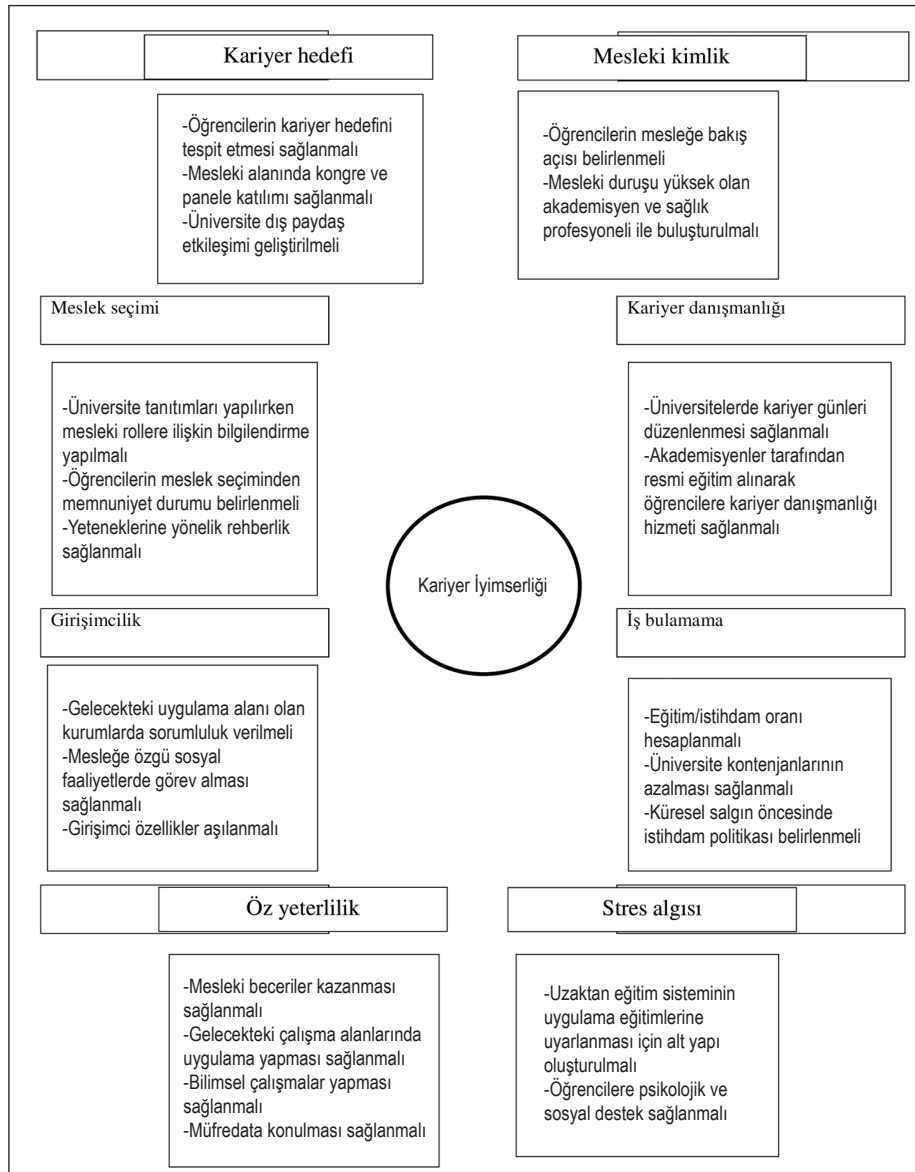 Kariyer hedefi
-Öğrencilerin kariyer hedefini
tespit etmesi sağlanmalı
-Mesleki alanında kongre ve
panele katılımı sağlanmalı
-Üniversite dış paydaş
etkileşimi geliştirilmeli
Mesleki kimlik
-Öğrencilerin mesleğe bakış
açısı belirlenmeli
-Mesleki duruşu yüksek olan
akademisyen ve sağlık
profesyoneli ile buluşturulmalı
Meslek seçimi
-Üniversite tanıtımları yapılırken
mesleki rollere ilişkin bilgilendirme
yapılmalı
-Öğrencilerin meslek seçiminden
memnuniyet durumu belirlenmeli
-Yeteneklerine yönelik rehberlik
sağlanmalı
Kariyer danışmanlığı
-Üniversitelerde kariyer günleri
düzenlenmesi sağlanmalı
-Akademisyenler tarafından
resmi eğitim alınarak
öğrencilere kariyer danışmanlığı
hizmeti sağlanmalı
Kariyer İyimserliği
Girişimcilik
-Gelecekteki uygulama alanı olan
kurumlarda sorumluluk verilmeli
-Mesleğe özgü sosyal
faaliyetlerde görev alması
sağlanmalı
-Girişimci özellikler aşılanmalı
İş bulamama
-Eğitim/istihdam oranı
hesaplanmalı
-Üniversite kontenjanlarının
azalması sağlanmalı
-Küresel salgın öncesinde
istihdam politikası belirlenmeli
Öz yeterlilik
-Mesleki beceriler kazanması
sağlanmalı
-Gelecekteki çalışma alanlarında
uygulama yapması sağlanmalı
-Bilimsel çalışmalar yapması
sağlanmalı
-Müfredata konulması sağlanmalı
Stres algısı
-Uzaktan eğitim sisteminin
uygulama eğitimlerine
uyarlanması için alt yapı
oluşturulmalı
-Öğrencilere psikolojik ve
sosyal destek sağlanmalı